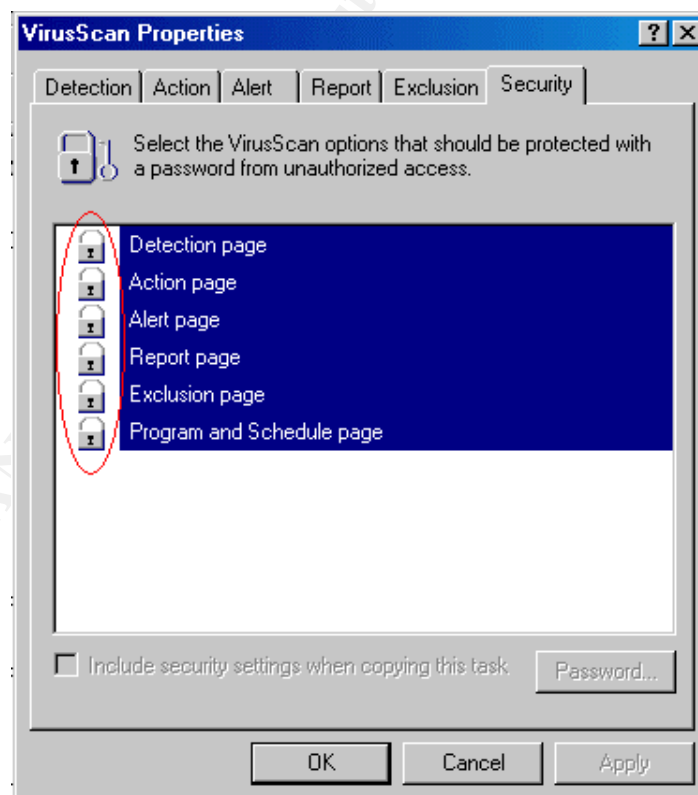 VirusScan Properties
Detection Action Alert Report Exclusion Security
Select the VirusScan options that should be protected with
a password from unauthorized access.
Detection page
Action page
Alert page
Report page
Exclusion page
Program and Schedule page
Include security settings when copying this task Password...
OK Cancel Apply